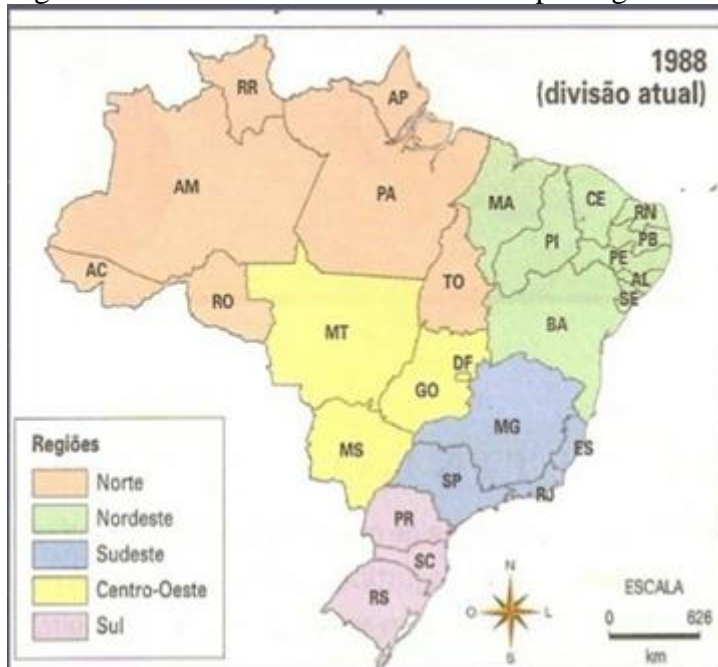 1988
(divisão atual)
RR
AP
AM
PA
MA
CE
RN
PB
PI
PE
AL
SE
AC
RO
TO
BA
MT
DF
GO
MG
ES
MS
SP
RJ
PR
SC
RS
Regiões
Norte
Nordeste
Sudeste
Centro-Oeste
Sul
N
O
L
S
ESCALA
0 626
km